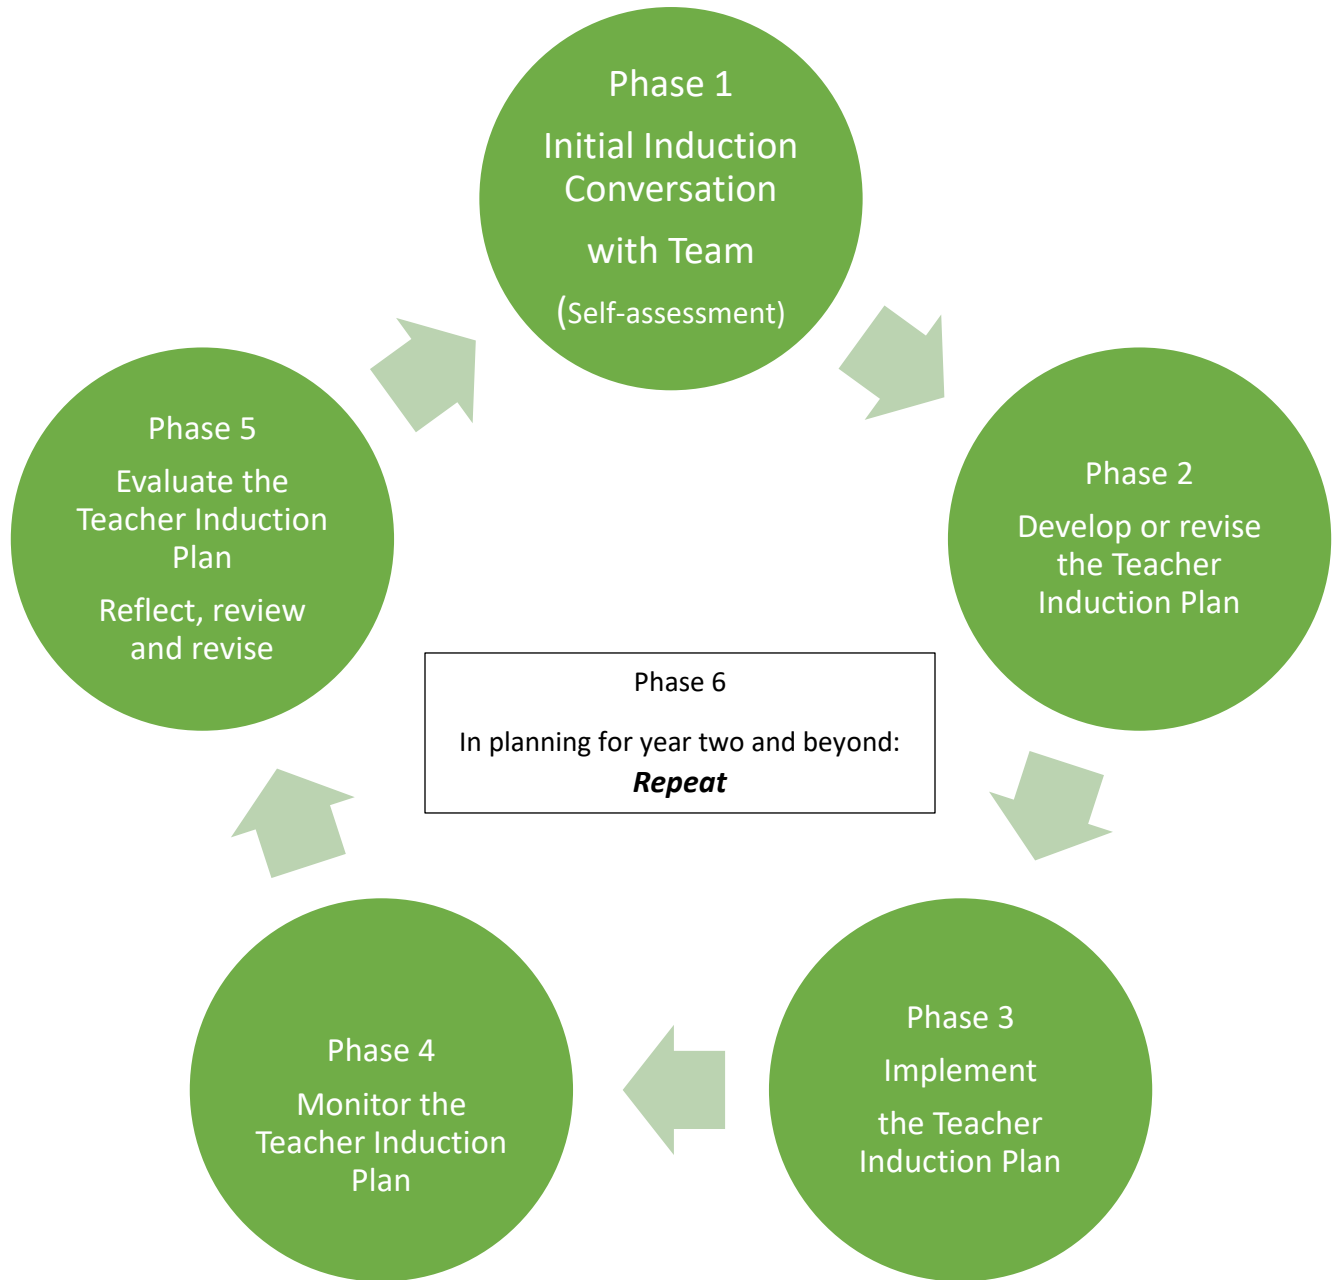 Phase 1
Initial Induction
Conversation
with Team
(Self-assessment)
Phase 2
Develop or revise
the Teacher
Induction Plan
Phase 3
Implement
the Teacher
Induction Plan
Phase 4
Monitor the
Teacher Induction
Plan
Phase 5
Evaluate the
Teacher Induction
Plan
Reflect, review
and revise
Phase 6
In planning for year two and beyond:
Repeat